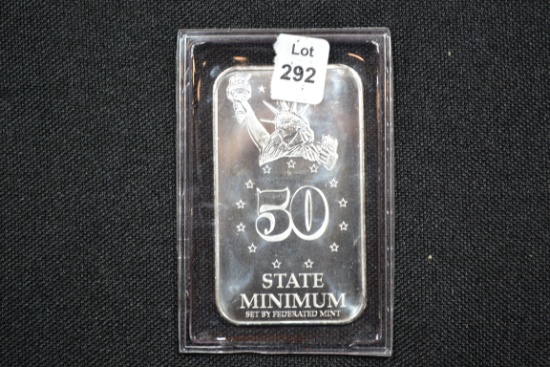 Lot
292
50
STATE
MINIMUM
SET BY FEDERATED MINT